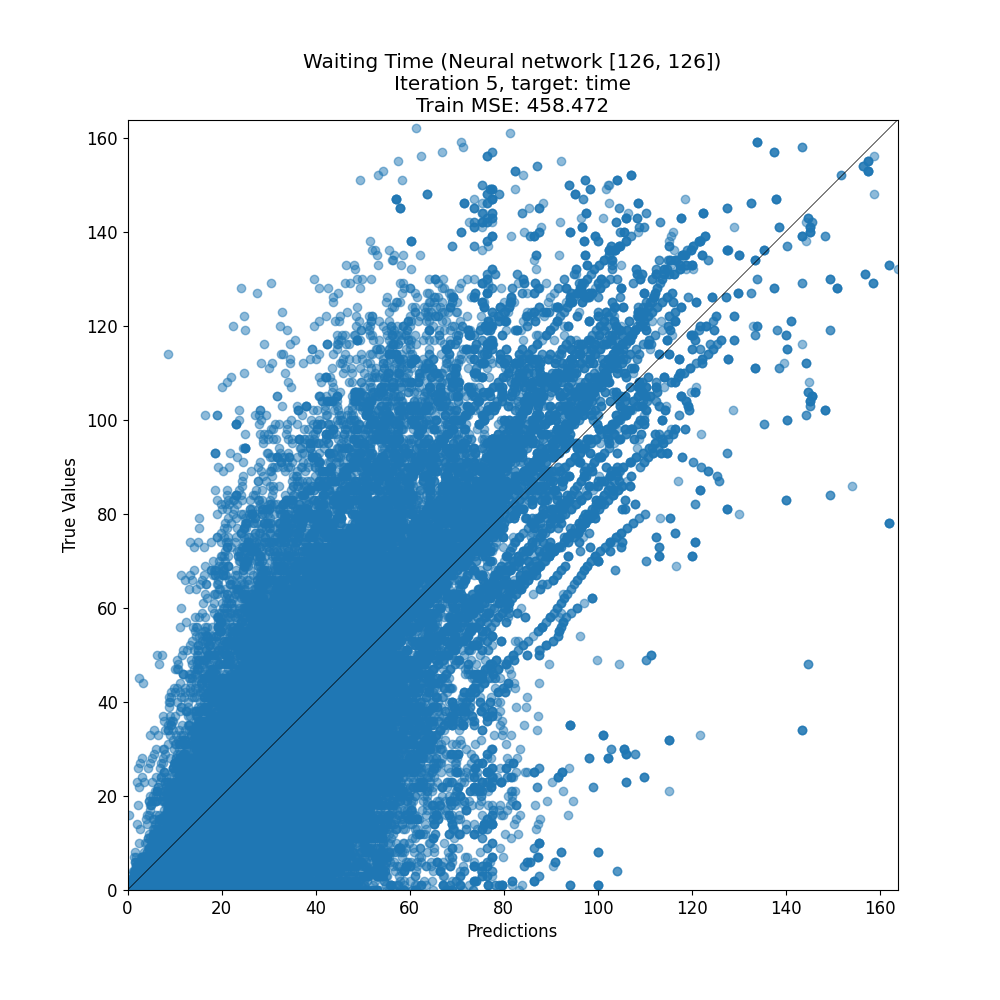 Waiting Time (Neural network [126, 126])
Iteration 5, target: time
Train MSE: 458.472
160
140
120
100
80
60
40
20
0
True Values
0 20 40 60 80 100 120 140 160
Predictions